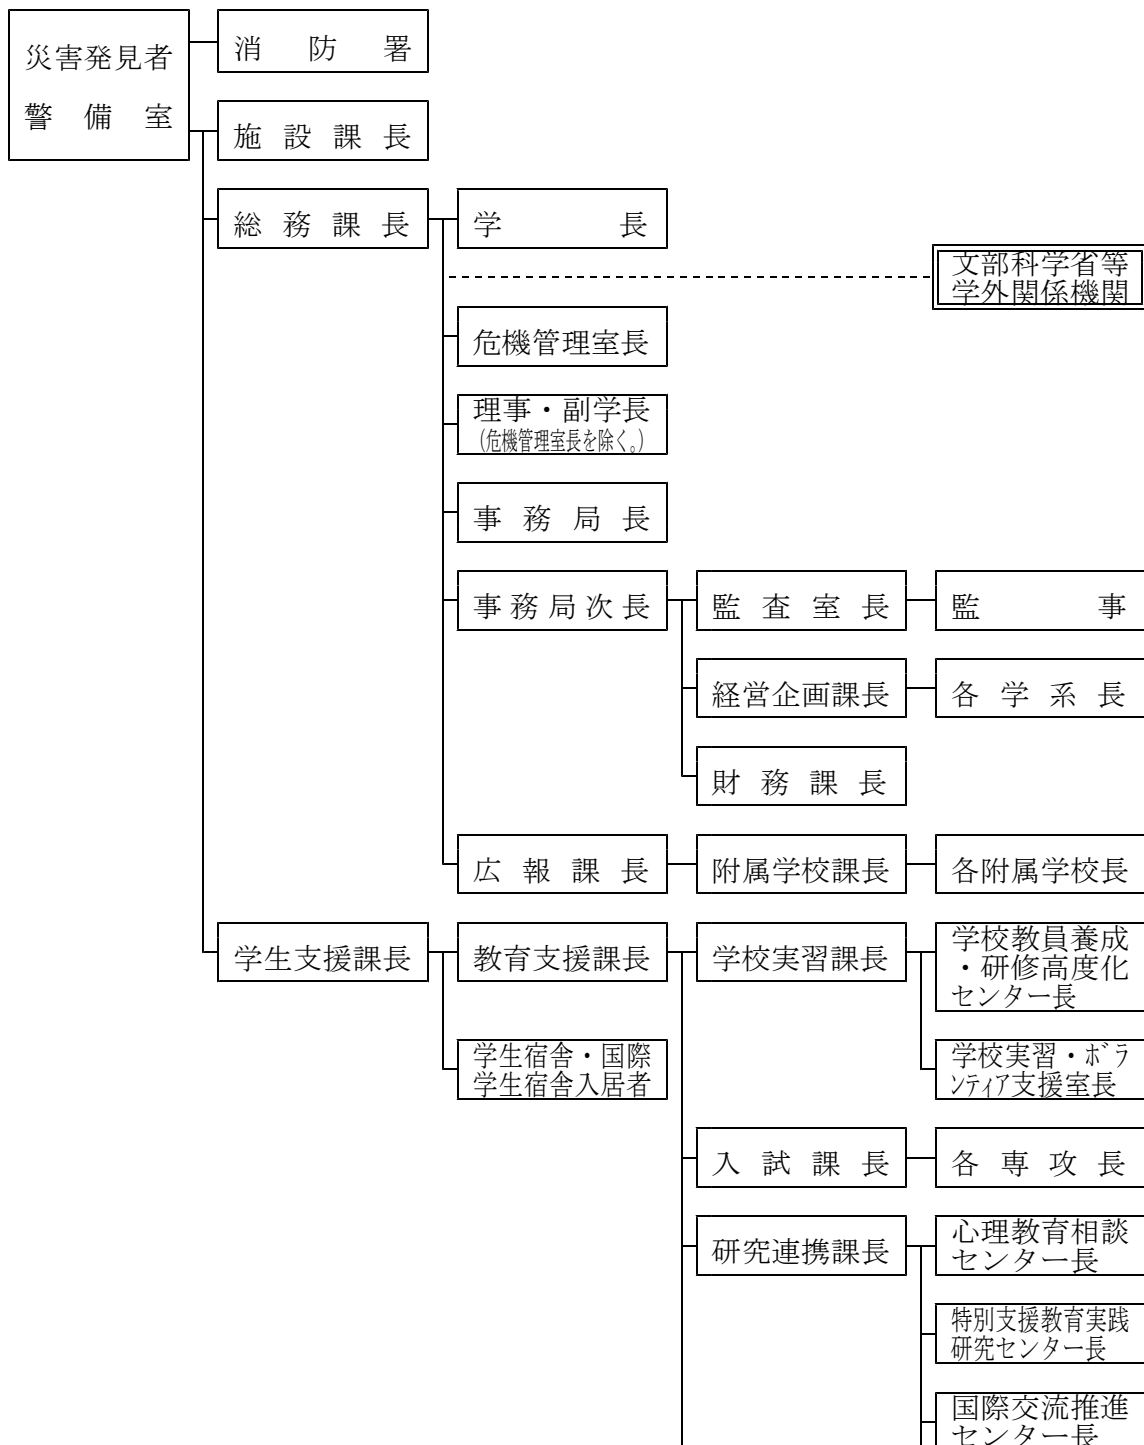 災害発見者
警備室
消防署
施設課長
総務課長
学長
文部科学省等
学外関係機関
危機管理室長
理事・副学長
(危機管理室長を除く。)
事務局長
事務局次長
監査室長
監事
経営企画課長
各学系長
財務課長
広報課長
附属学校課長
各附属学校長
学生支援課長
教育支援課長
学校実習課長
学校教員養成
・研修高度化
センター長
学生宿舎・国際
学生宿舎入居者
学校実習・ボラ
ンティア支援室長
入試課長
各専攻長
研究連携課長
心理教育相談
センター長
特別支援教育実践
研究センター長
国際交流推進
センター長